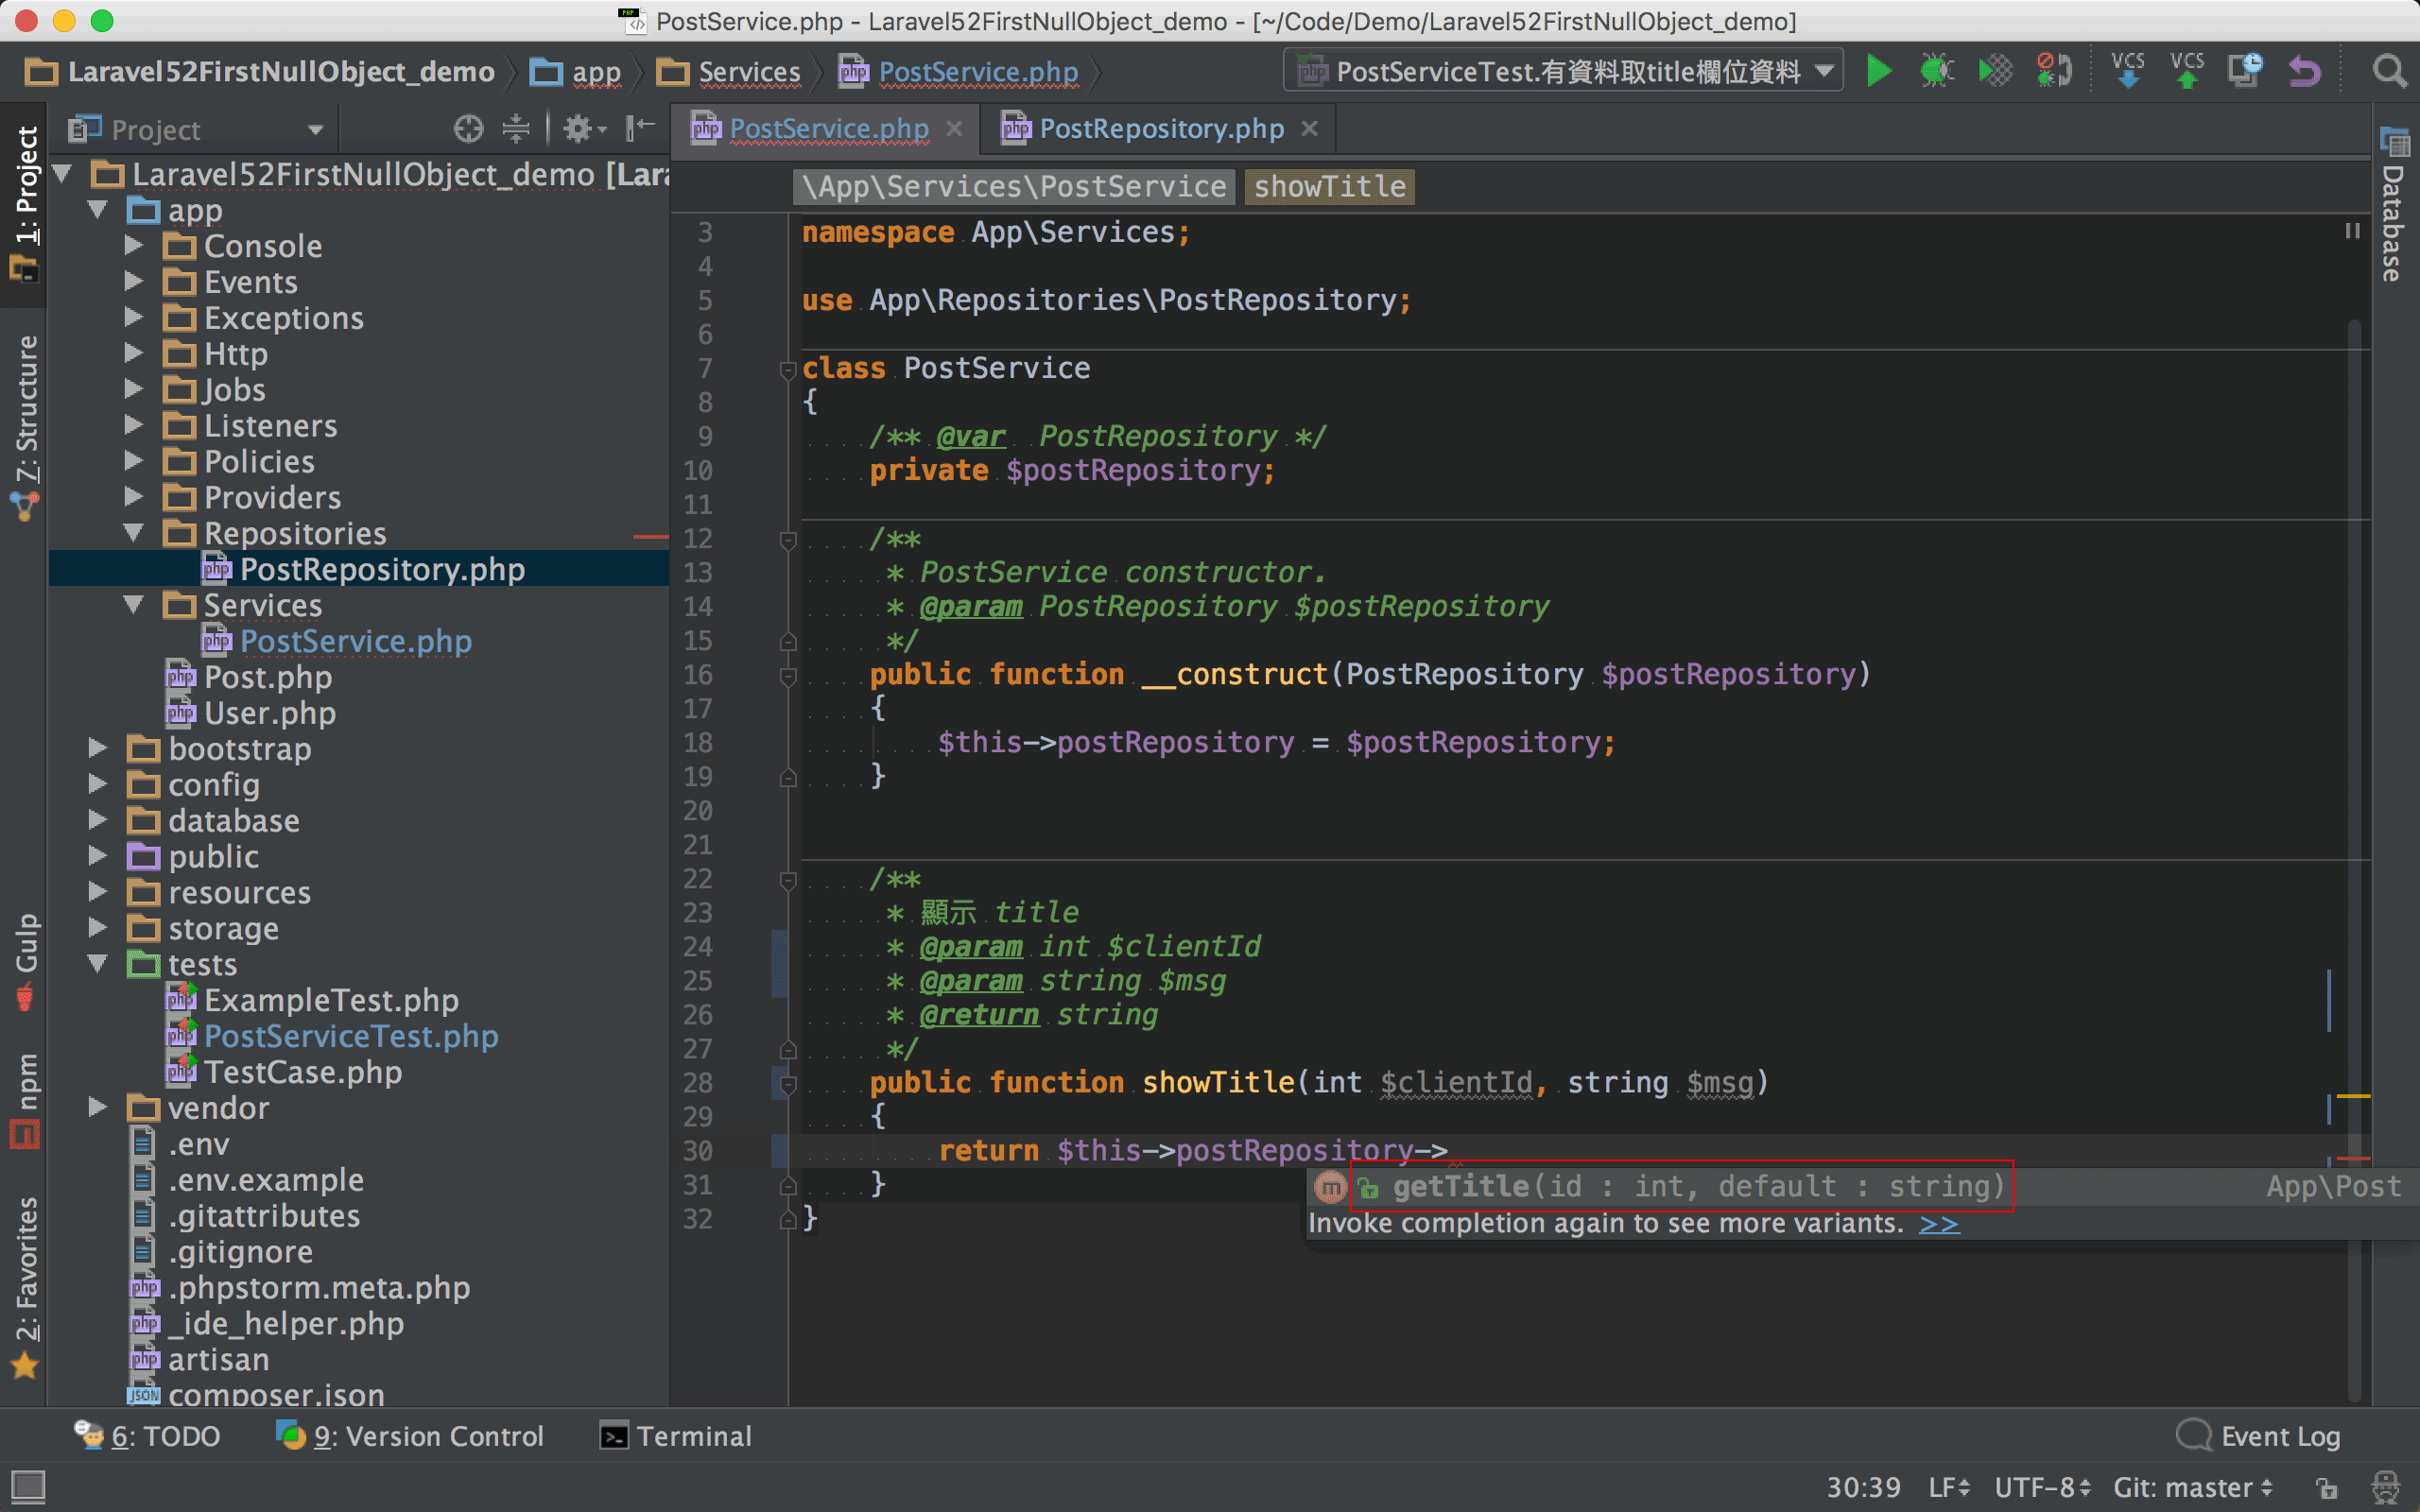 PostService.php - Laravel52FirstNullObject_demo - [~/Code/Demo/Laravel52FirstNullObject_demo]
Laravel52FirstNullObject_demo app Services PostService.php PostServiceTest.有資料取title欄位資料 VCS VCS
1: Project
Z: Structure
Gulp
npm
2: Favorites
Project
Laravel52FirstNullObject_demo [Lara
app
Console
Events
Exceptions
Http
Jobs
Listeners
Policies
Providers
Repositories
PostRepository.php
Services
PostService.php
Post.php
User.php
bootstrap
config
database
public
resources
storage
tests
ExampleTest.php
PostServiceTest.php
TestCase.php
vendor
.env
.env.example
.gitattributes
.gitignore
.phpstorm.meta.php
_ide_helper.php
artisan
composer.json
PostService.php PostRepository.php
\App\Services\PostService showTitle
3 namespace App\Services;
4
5 use App\Repositories\PostRepository;
6
7 class PostService
8 {
9 /** @var PostRepository */
10 private $postRepository;
11
12 /**
13 * PostService constructor.
14 * @param PostRepository $postRepository
15 */
16 public function __construct(PostRepository $postRepository)
17 {
18 $this->postRepository = $postRepository;
19 }
20
21
22 /**
23 * 顯示 title
24 * @param int $clientId
25 * @param string $msg
26 * @return string
27 */
28 public function showTitle(int $clientId, string $msg)
29 {
30 return $this->postRepository->
31 }
32 }
m getTitle(id : int, default : string) App\Post
Invoke completion again to see more variants. >>
Database
6: TODO 9: Version Control Terminal Event Log
30:39 LF UTF-8 Git: master